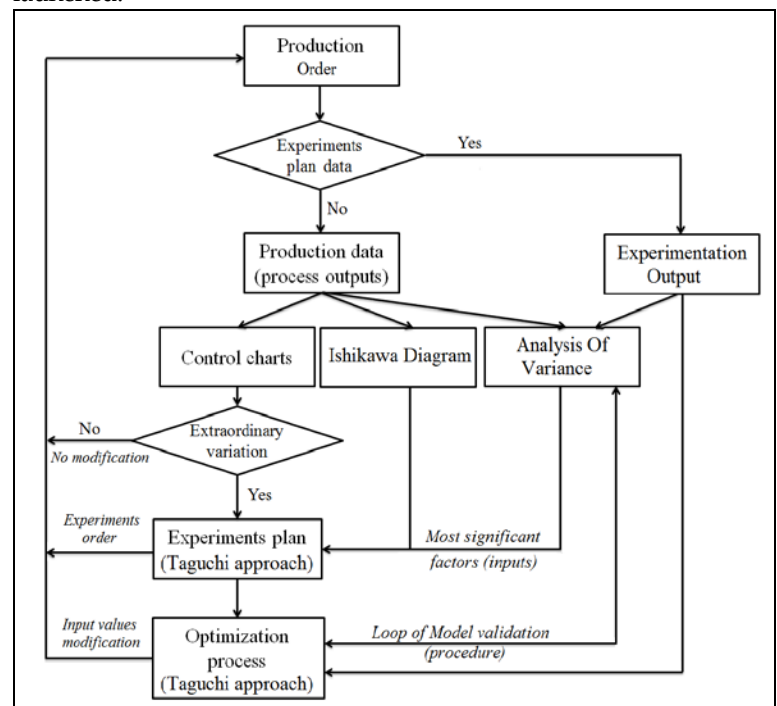 Production
Order
Experiments
plan data
Yes
No
Production data
(process outputs)
Experimentation
Output
Control charts
Ishikawa Diagram
Analysis Of
Variance
No
No modification
Extraordinary
variation
Yes
Experiments
order
Experiments plan
(Taguchi approach)
Most significant
factors (inputs)
Input values
modification
Optimization
process
(Taguchi approach)
Loop of Model validation
(procedure)